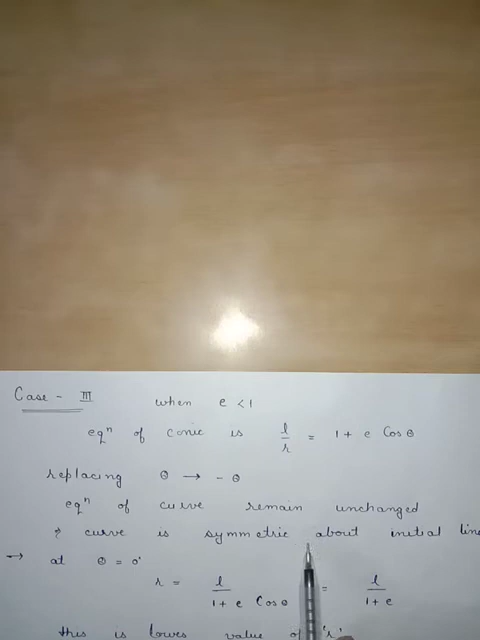 Case - III when e < 1
eqn of conic is l/r = 1 + e Cos θ
replacing θ → - θ
eqn of curve remain unchanged
& curve is symmetric about initial line
→ at θ = 0°
r = l/(1 + e Cos θ) = l/(1 + e)
this is lowes value of 'r'